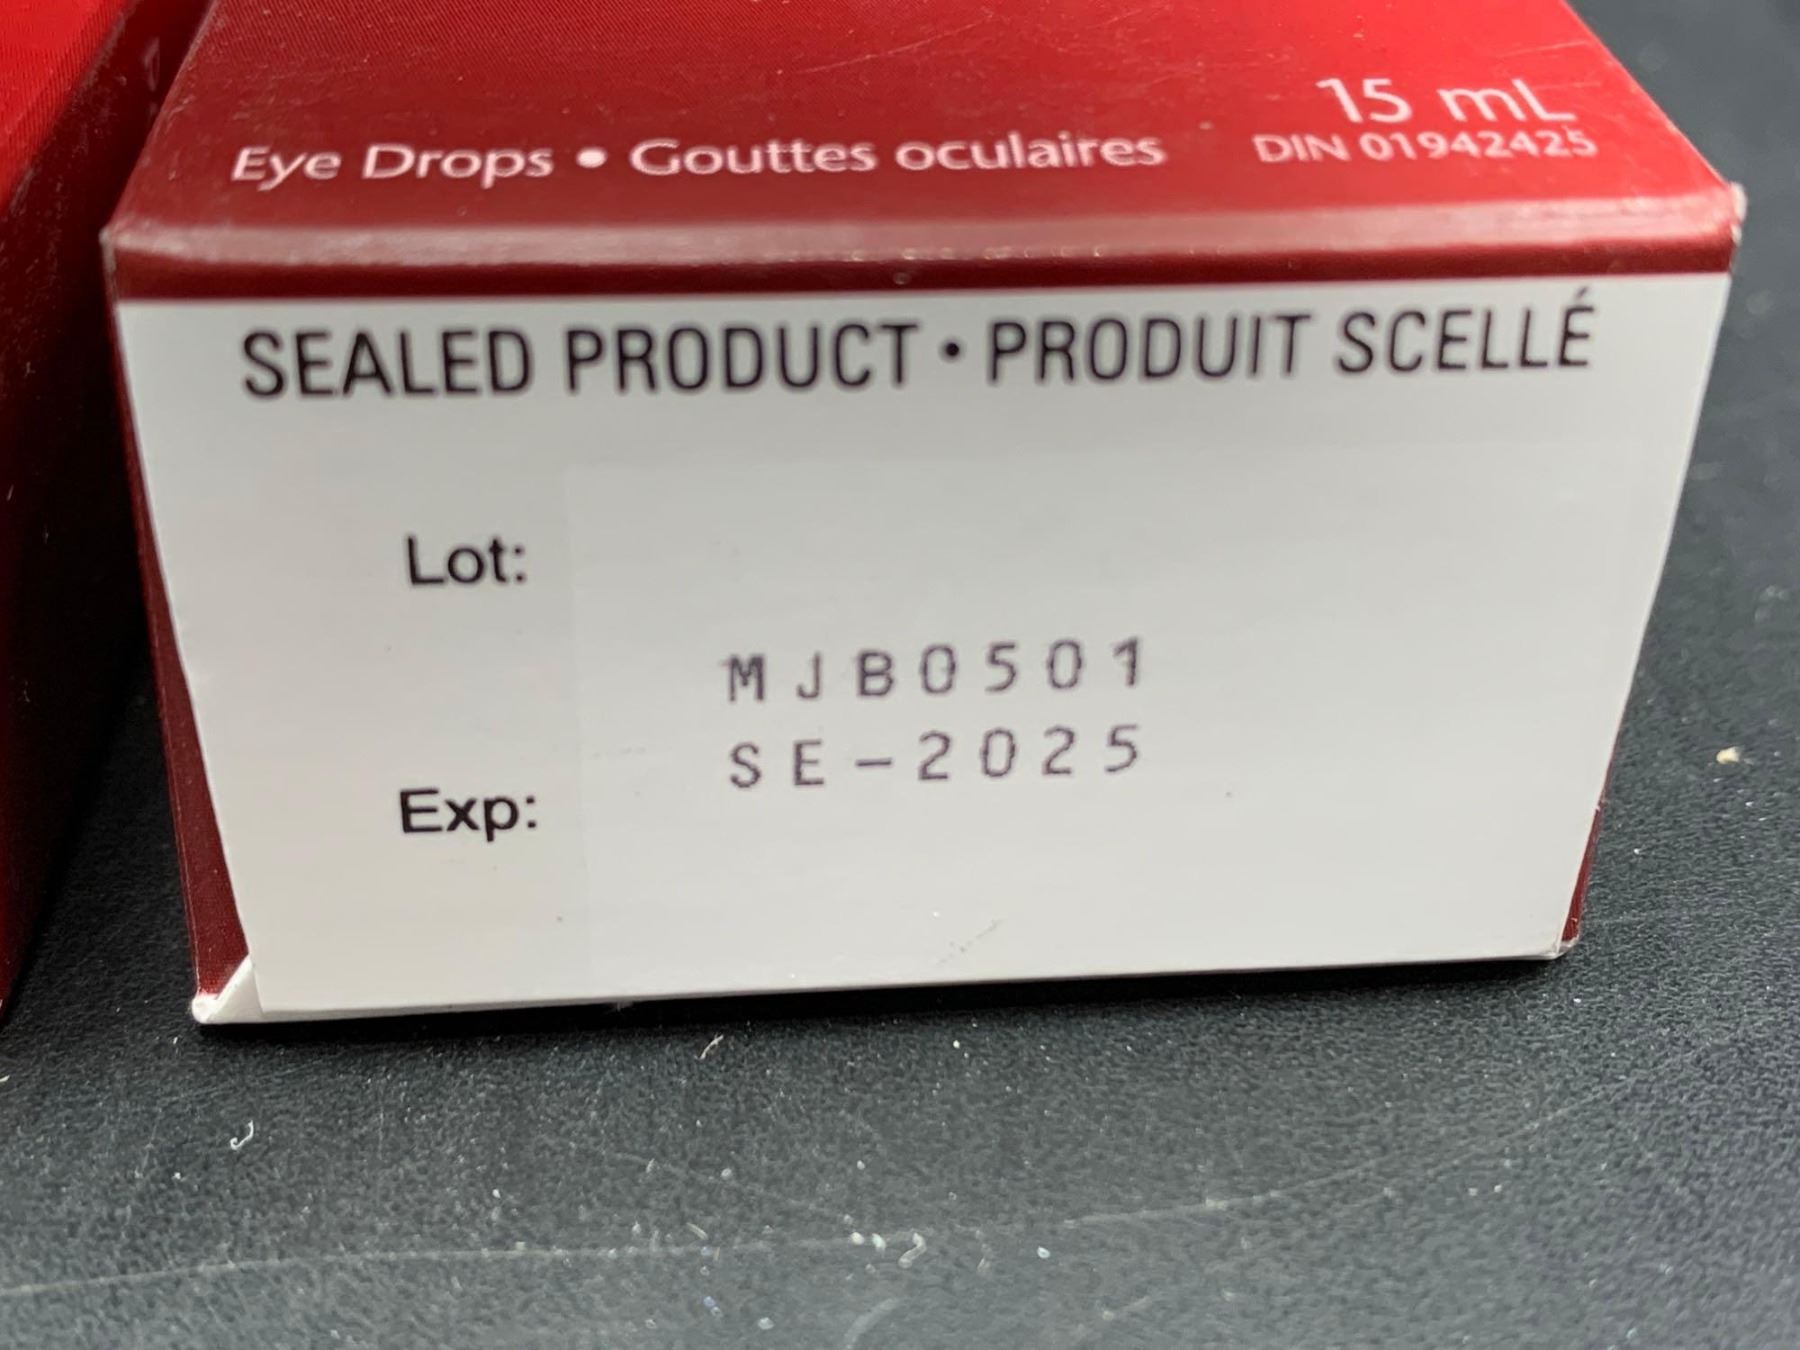 15 mL
Eye Drops • Gouttes oculaires DIN 01942425
SEALED PRODUCT • PRODUIT SCELLÉ
Lot:
MJB0501
SE-2025
Exp: